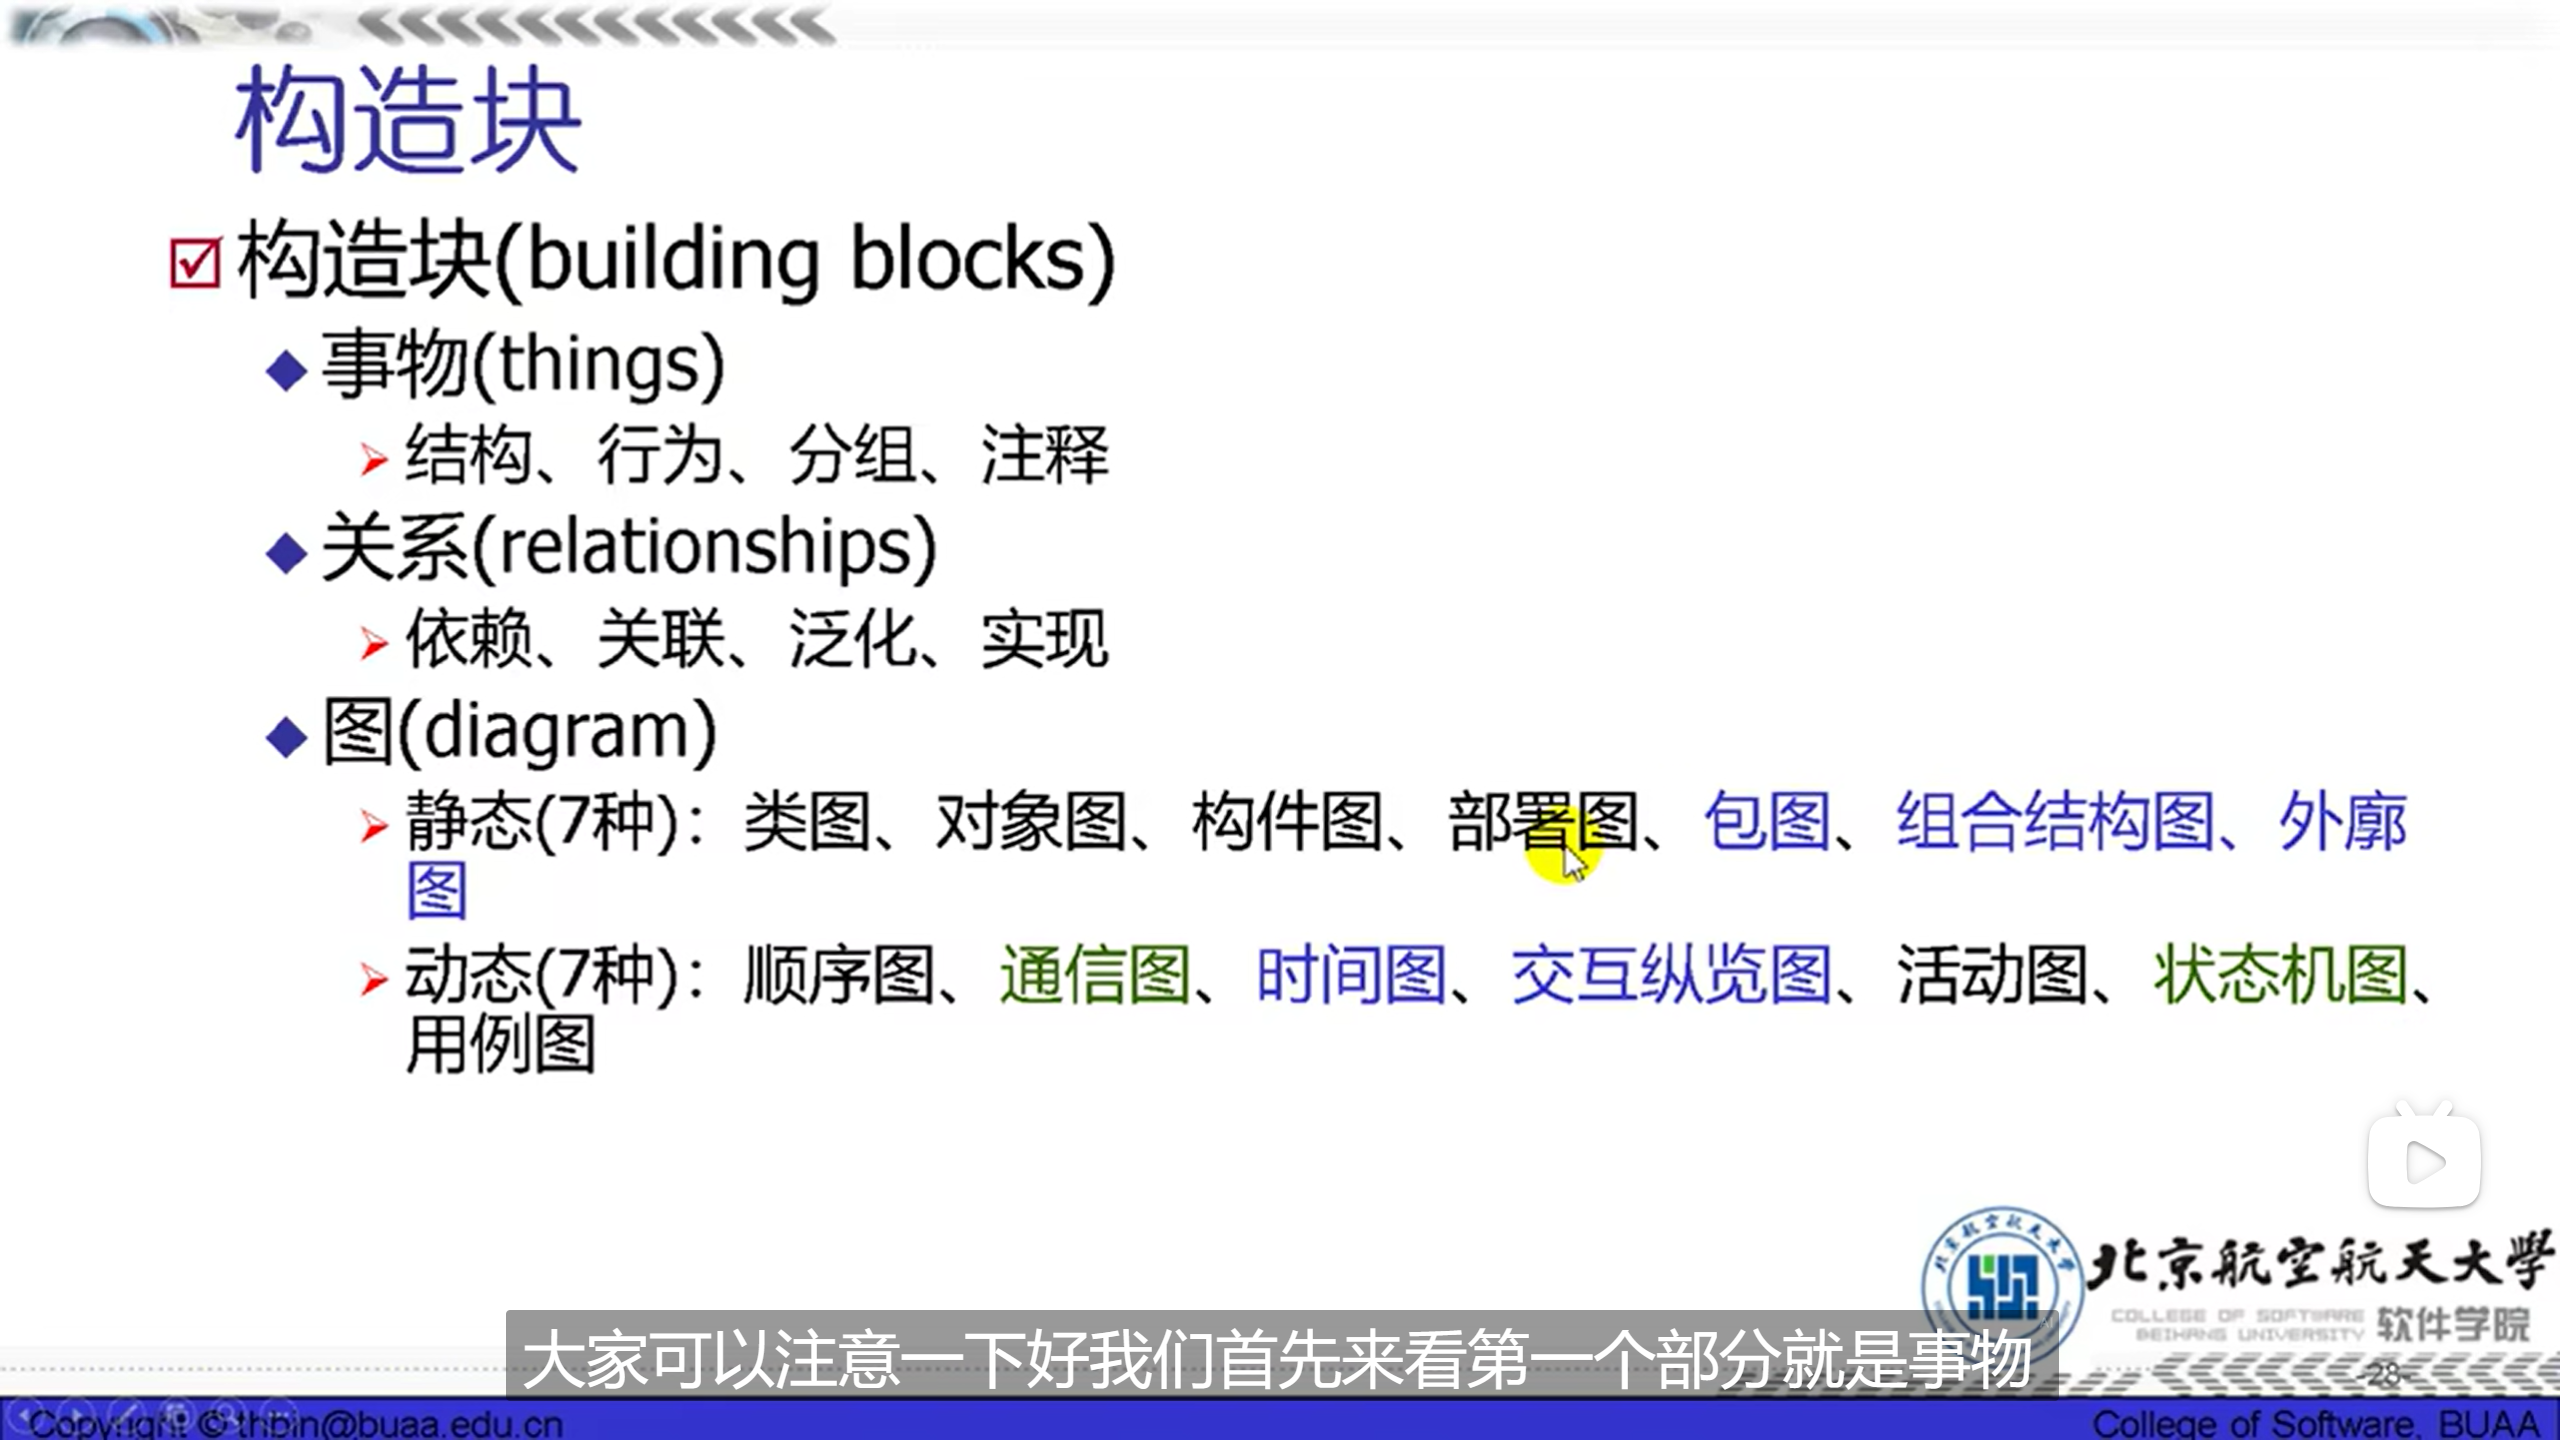 构造块
构造块(building blocks)
事物(things)
结构、行为、分组、注释
关系(relationships)
依赖、关联、泛化、实现
图(diagram)
静态(7种)：类图、对象图、构件图、部署图、包图、组合结构图、外廓
图
动态(7种)：顺序图、通信图、时间图、交互纵览图、活动图、状态机图、
用例图
北京航空航天大學
COLLEGE OF SOFTWARE
BEIHANG UNIVERSITY
软件学院
大家可以注意一下好我们首先来看第一个部分就是事物
-28-
Copyright © thbin@buaa.edu.cn
College of Software, BUAA